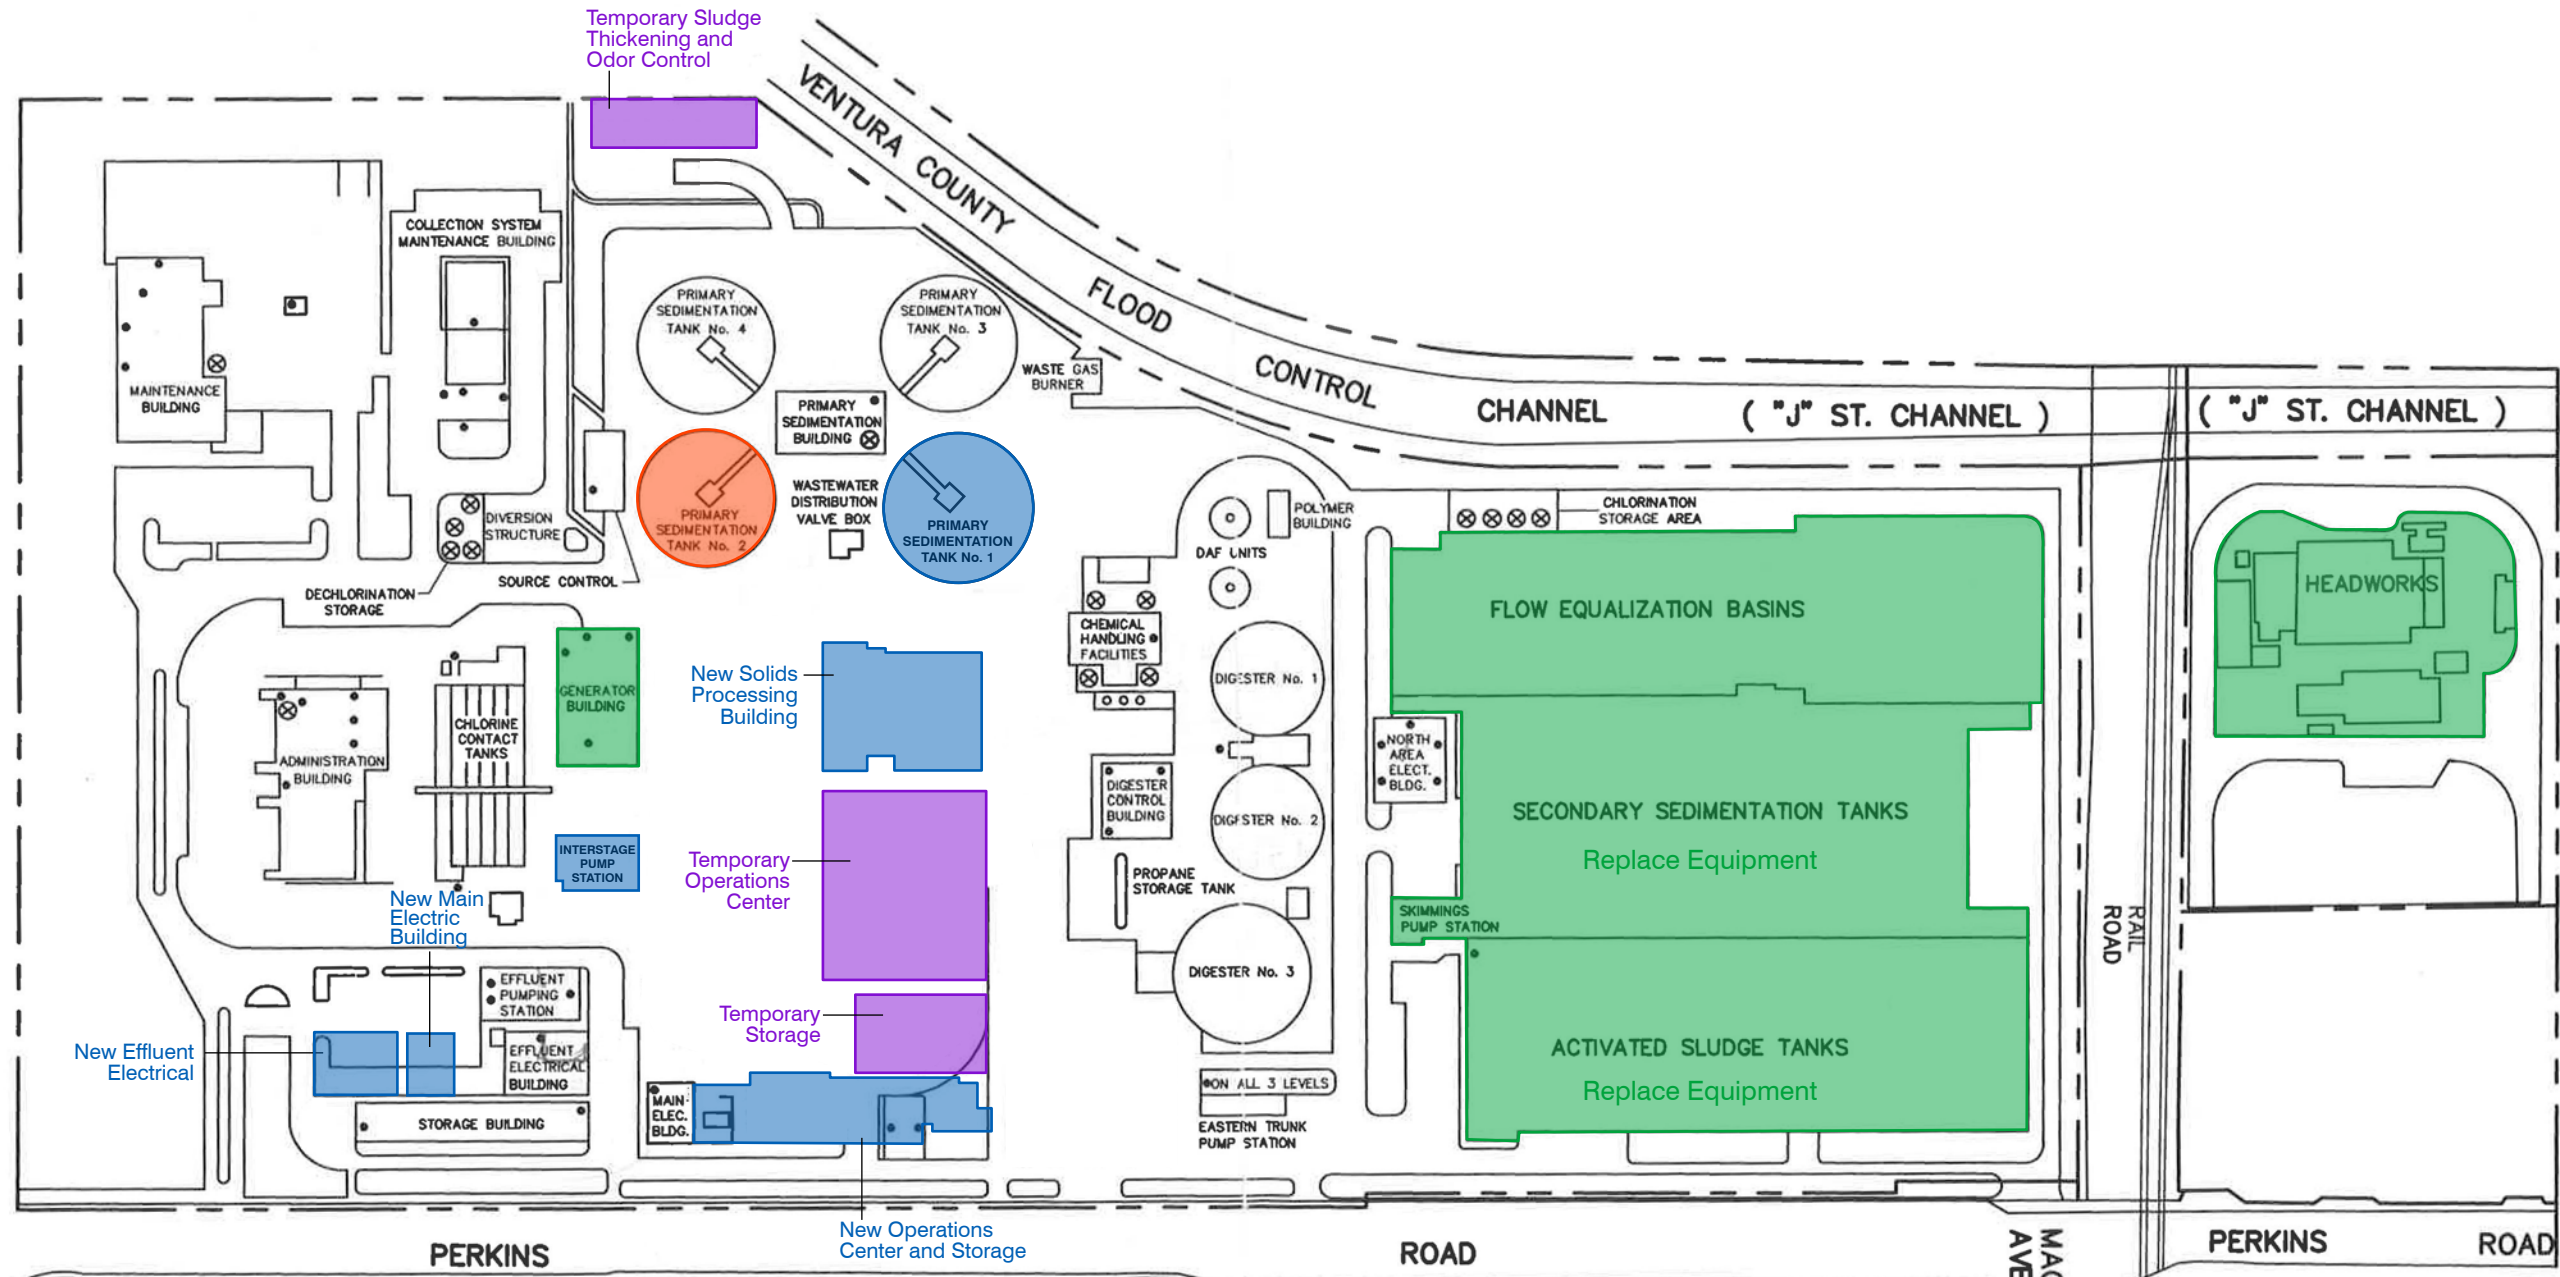 Temporary Sludge
Thickening and
Odor Control
VENTURA COUNTY
FLOOD
CONTROL
CHANNEL
( "J" ST. CHANNEL )
( "J" ST. CHANNEL )
COLLECTION SYSTEM
MAINTENANCE BUILDING
MAINTENANCE
BUILDING
PRIMARY
SEDIMENTATION
TANK No. 4
PRIMARY
SEDIMENTATION
TANK No. 3
WASTE GAS
BURNER
PRIMARY
SEDIMENTATION
BUILDING
PRIMARY
SEDIMENTATION
TANK No. 2
WASTEWATER
DISTRIBUTION
VALVE BOX
PRIMARY
SEDIMENTATION
TANK No. 1
DIVERSION
STRUCTURE
SOURCE CONTROL
DECHLORINATION
STORAGE
POLYMER
BUILDING
DAF UNITS
CHLORINATION
STORAGE AREA
CHEMICAL
HANDLING
FACILITIES
FLOW EQUALIZATION BASINS
HEADWORKS
DIGESTER No. 1
GENERATOR
BUILDING
New Solids
Processing
Building
CHLORINE
CONTACT
TANKS
ADMINISTRATION
BUILDING
NORTH
AREA
ELECT.
BLDG.
DIGESTER
CONTROL
BUILDING
DIGESTER No. 2
SECONDARY SEDIMENTATION TANKS
Replace Equipment
INTERSTAGE
PUMP
STATION
Temporary
Operations
Center
PROPANE
STORAGE TANK
New Main
Electric
Building
SKIMMINGS
PUMP STATION
RAIL
ROAD
EFFLUENT
PUMPING
STATION
DIGESTER No. 3
Temporary
Storage
New Effluent
Electrical
EFFLUENT
ELECTRICAL
BUILDING
ACTIVATED SLUDGE TANKS
Replace Equipment
ON ALL 3 LEVELS
MAIN
ELEC.
BLDG.
STORAGE BUILDING
EASTERN TRUNK
PUMP STATION
New Operations
Center and Storage
PERKINS
ROAD
MAC
AVE
PERKINS
ROAD